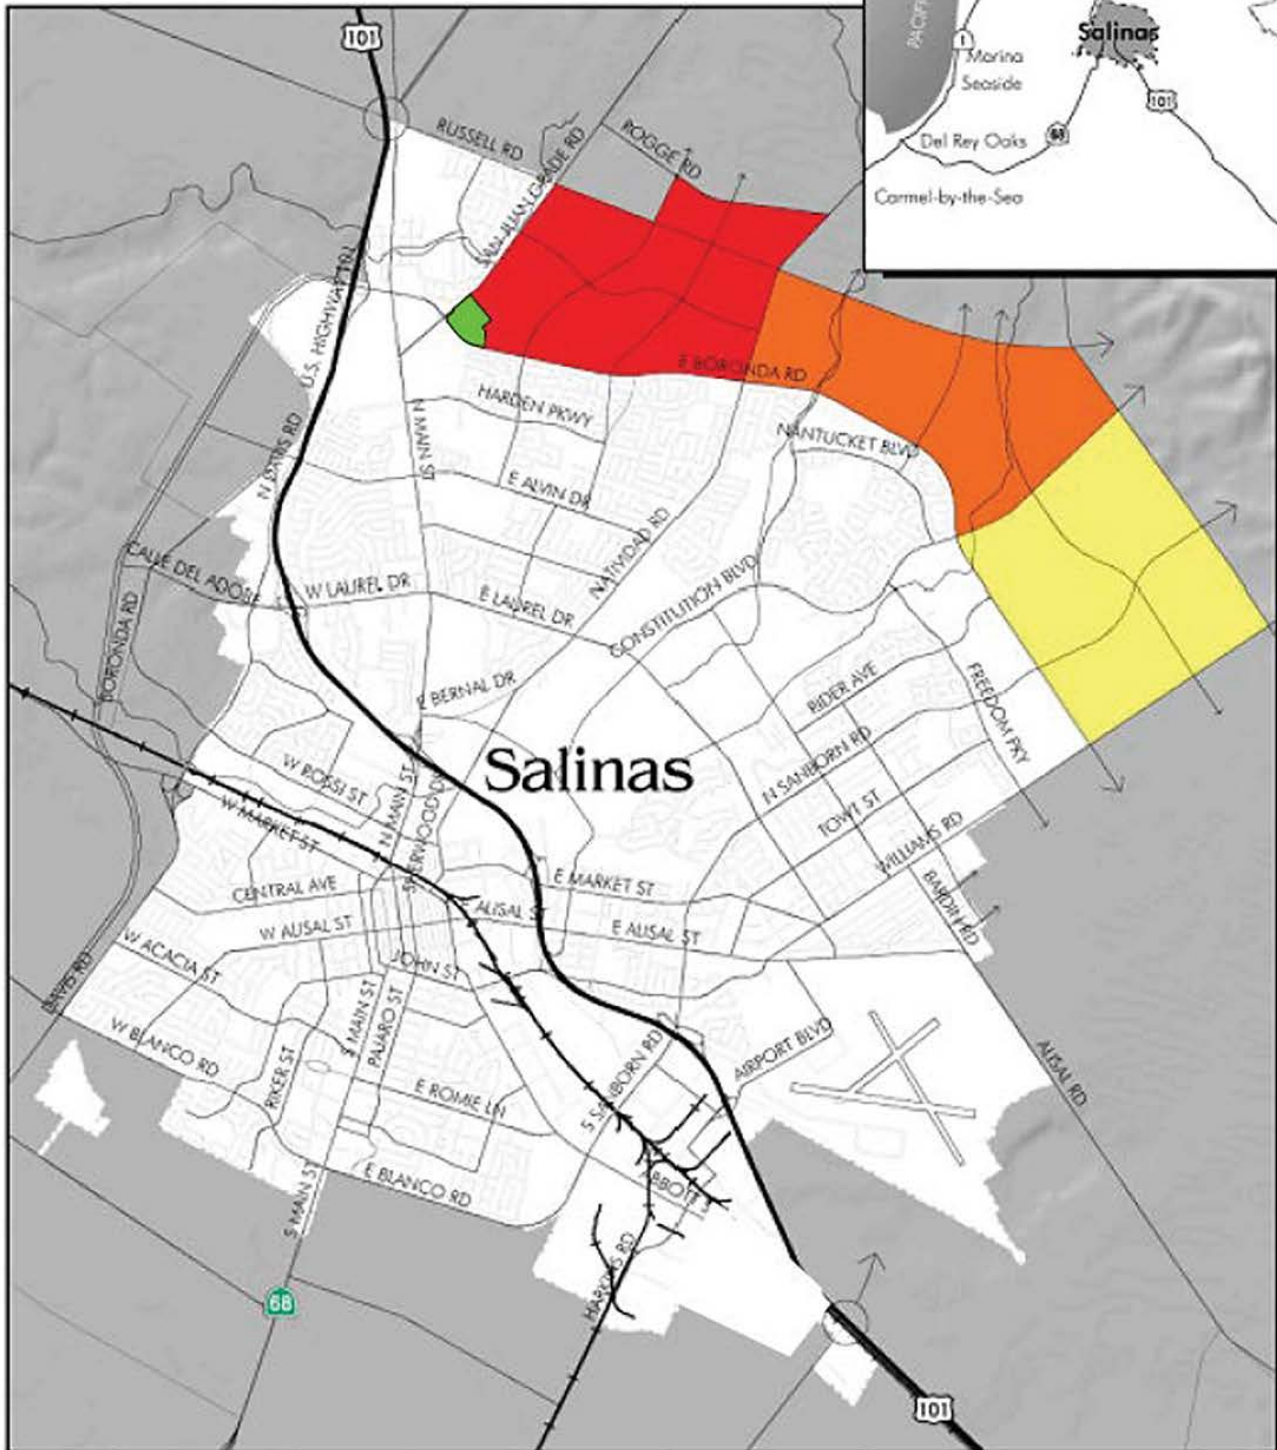 101
PACIFI
Salinas
1
Marina
Seaside
101
68
Del Rey Oaks
Carmel-by-the-Sea
RUSSELL RD
SAN JUAN GRADE RD
ROGGE RD
U.S. HIGHWAY 101
E BORONDA RD
HARDEN PKWY
N MAIN ST
NANTUCKET BLVD
N DAVIS RD
E ALVIN DR
NATIVIDAD RD
CALLE DEL ADOBE
W LAUREL DR
E LAUREL DR
CONSTITUTION BLVD
BORONDA RD
E BERNAL DR
RIDER AVE
FREEDOM PKY
Salinas
N SANBORN RD
W ROSSI ST
N MAIN ST
SHERWOOD DR
TOWT ST
W MARKET ST
WILLIAMS RD
CENTRAL AVE
E MARKET ST
BARDIN RD
W ALISAL ST
E ALISAL ST
E ALISAL ST
W ACACIA ST
JOHN ST
DAVIS RD
S MAIN ST
PAJARO ST
W BLANCO RD
RIKER ST
AIRPORT BLVD
ALISAL RD
S SANBORN RD
E ROMIE LN
E BLANCO RD
ABBOTT
S MAIN ST
HARKINS RD
68
101